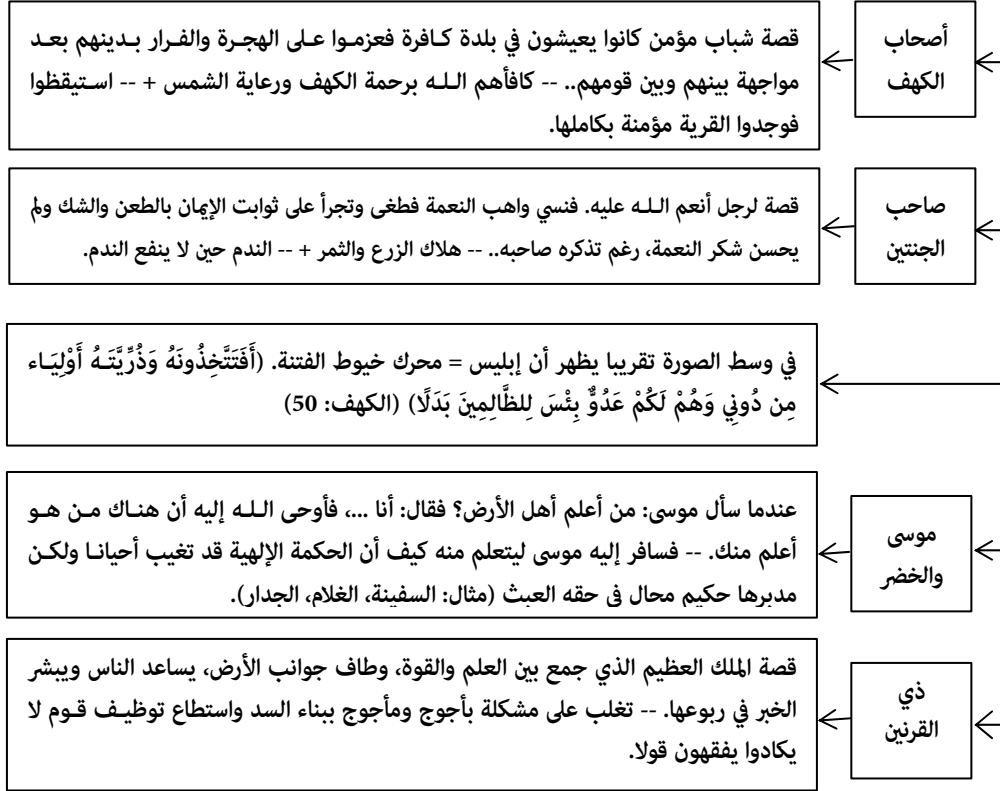 أصحاب
الكهف
قصة شباب مؤمن كانوا يعيشون في بلدة كافرة فعزموا على الهجرة والفرار بدينهم بعد
مواجهة بينهم وبين قومهم.. -- كافأهم الله برحمة الكهف ورعاية الشمس + -- استيقظوا
فوجدوا القرية مؤمنة بكاملها.
صاحب
الجنتين
قصة لرجل أنعم الله عليه. فنسي واهب النعمة فطغى وتجرأ على ثوابت الإيمان بالطعن والشك ولم
يحسن شكر النعمة، رغم تذكره صاحبه.. -- هلاك الزرع والثمر + -- الندم حين لا ينفع الندم.
في وسط الصورة تقريبا يظهر أن إبليس = محرك خيوط الفتنة. (أَفَتَتَّخِذُونَهُ وَذُرِّيَّتَهُ أَوْلِيَاء
مِن دُونِي وَهُمْ لَكُمْ عَدُوٌّ بِئْسَ لِلظَّالِمِينَ بَدَلًا) (الكهف: 50)
موسى
والخضر
عندما سأل موسى: من أعلم أهل الأرض؟ فقال: أنا ...، فأوحى الله إليه أن هناك من هو
أعلم منك. -- فسافر إليه موسى ليتعلم منه كيف أن الحكمة الإلهية قد تغيب أحيانا ولكن
مدبرها حكيم محال في حقه العبث (مثال: السفينة، الغلام، الجدار).
ذي
القرنين
قصة الملك العظيم الذي جمع بين العلم والقوة، وطاف جوانب الأرض، يساعد الناس ويبشر
الخبر في ربوعها. -- تغلب على مشكلة يأجوج ومأجوج ببناء السد واستطاع توظيف قوم لا
يكادوا يفقهون قولا.